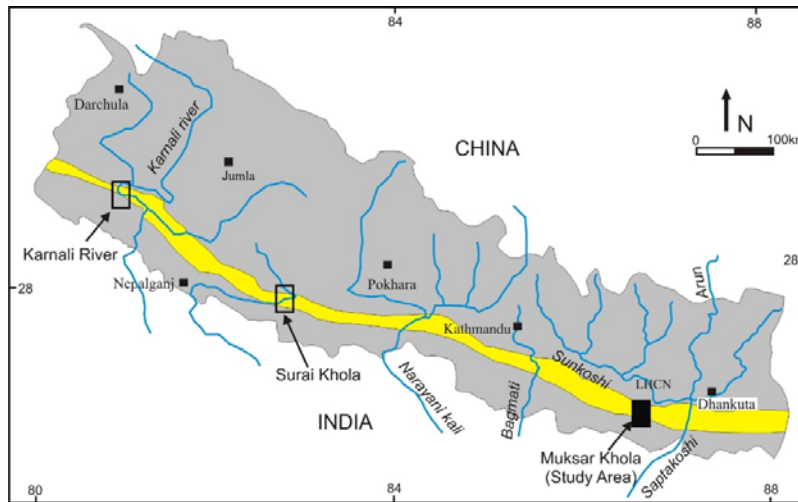 84
88
Darchula
Karnali river
N
0
100km
CHINA
Jumla
Karnali River
Nepalganj
Pokhara
28
28
Arun
Kathmandu
Sunkoshi
LHCN
Dhankuta
Surai Khola
Narayani kali
Bagmati
INDIA
Muksar Khola
(Study Area)
Saptakoshi
80
84
88